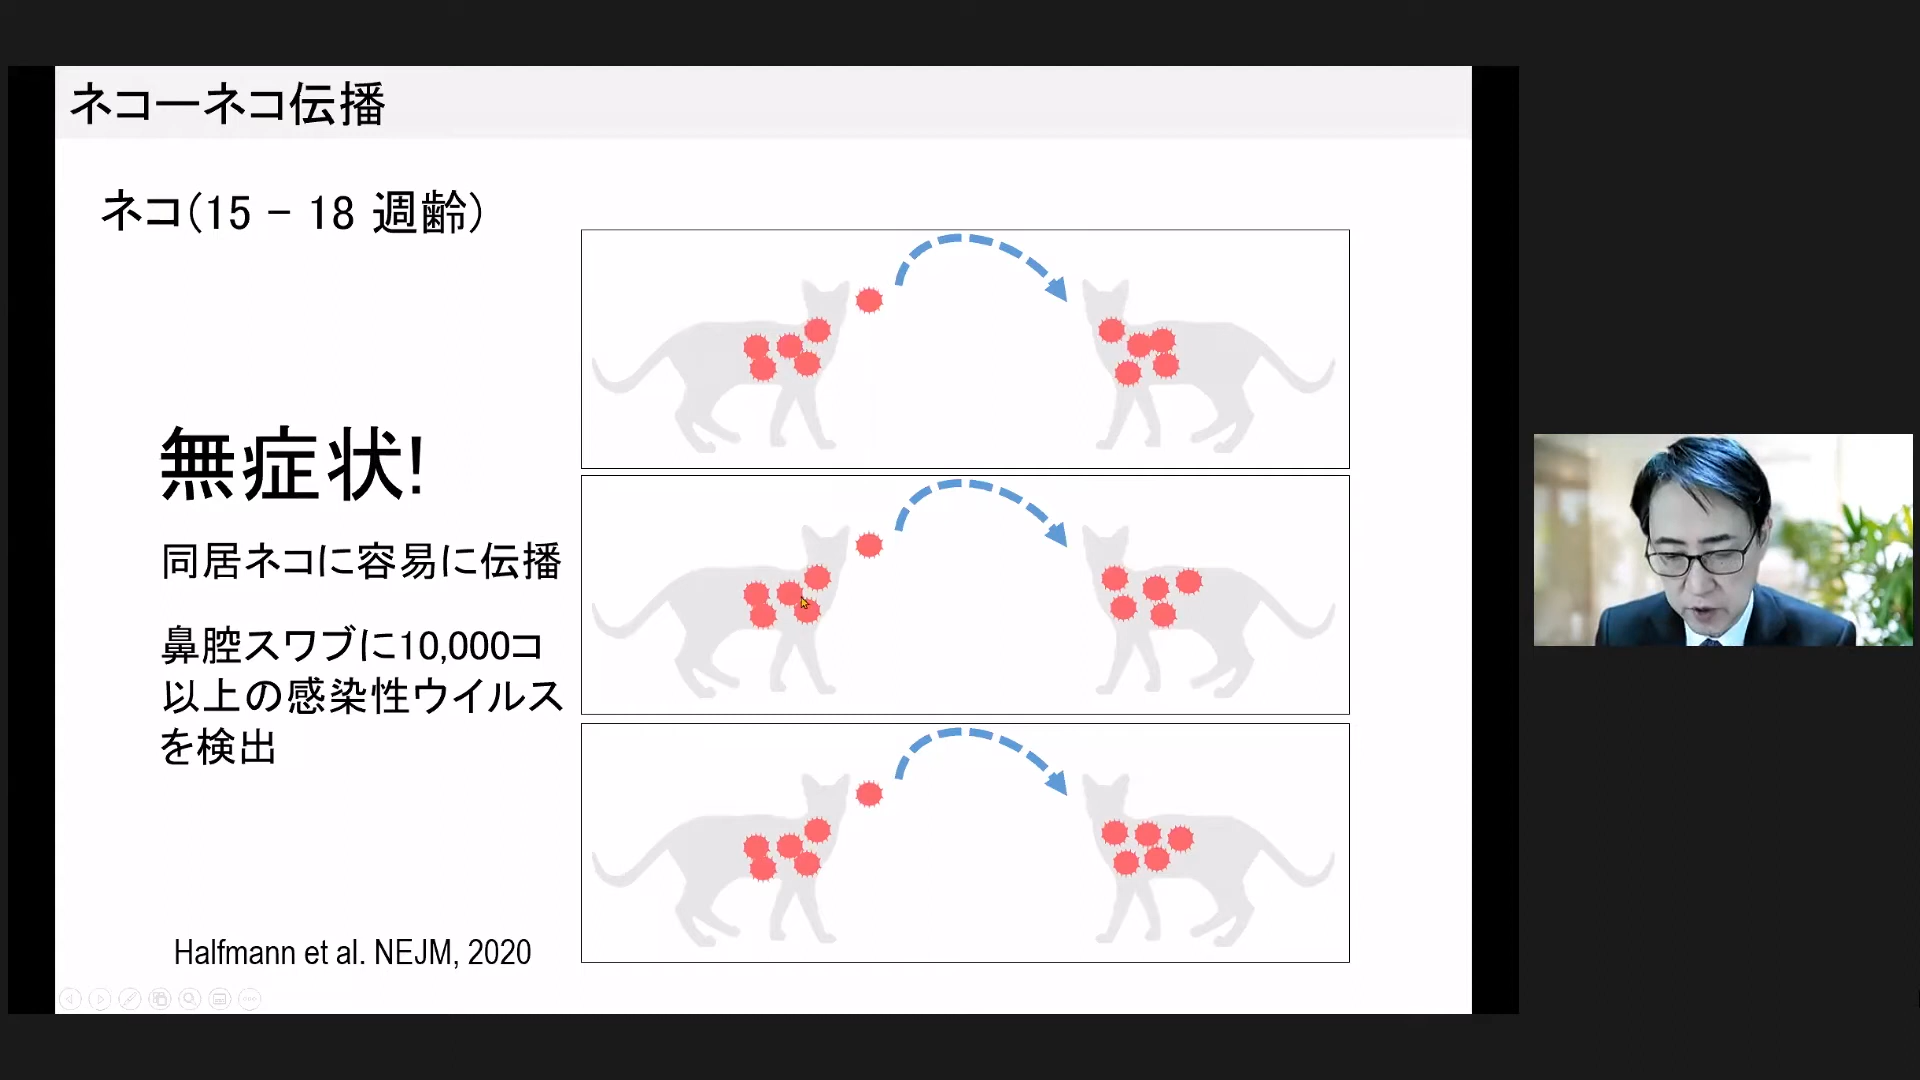 ネコーネコ伝播
ネコ(15 – 18 週齢)
無症状!
同居ネコに容易に伝播
鼻腔スワブに10,000コ
以上の感染性ウイルス
を検出
Halfmann et al. NEJM, 2020